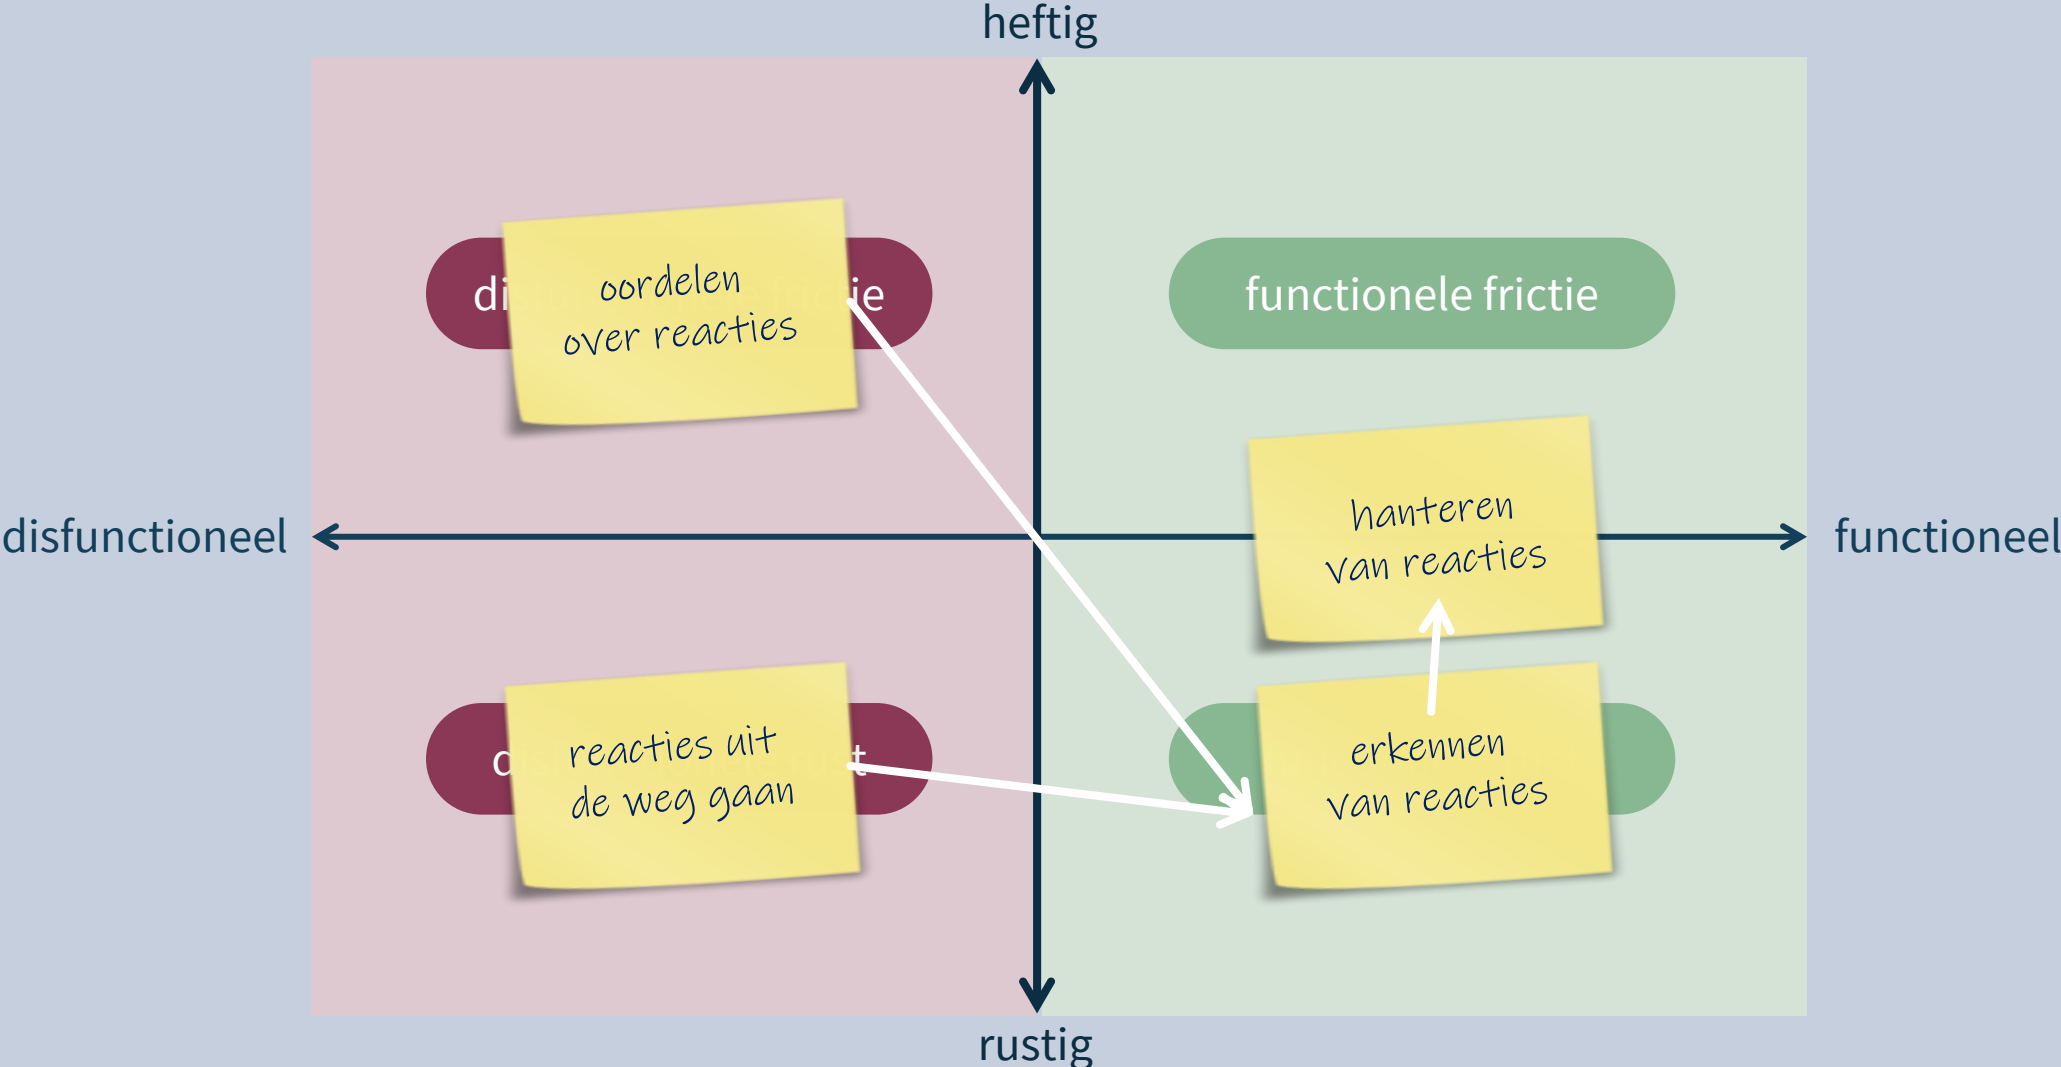 heftig
oordelen
over reacties
functionele frictie
hanteren
van reacties
disfunctioneel
functioneel
reacties uit
de weg gaan
erkennen
van reacties
rustig